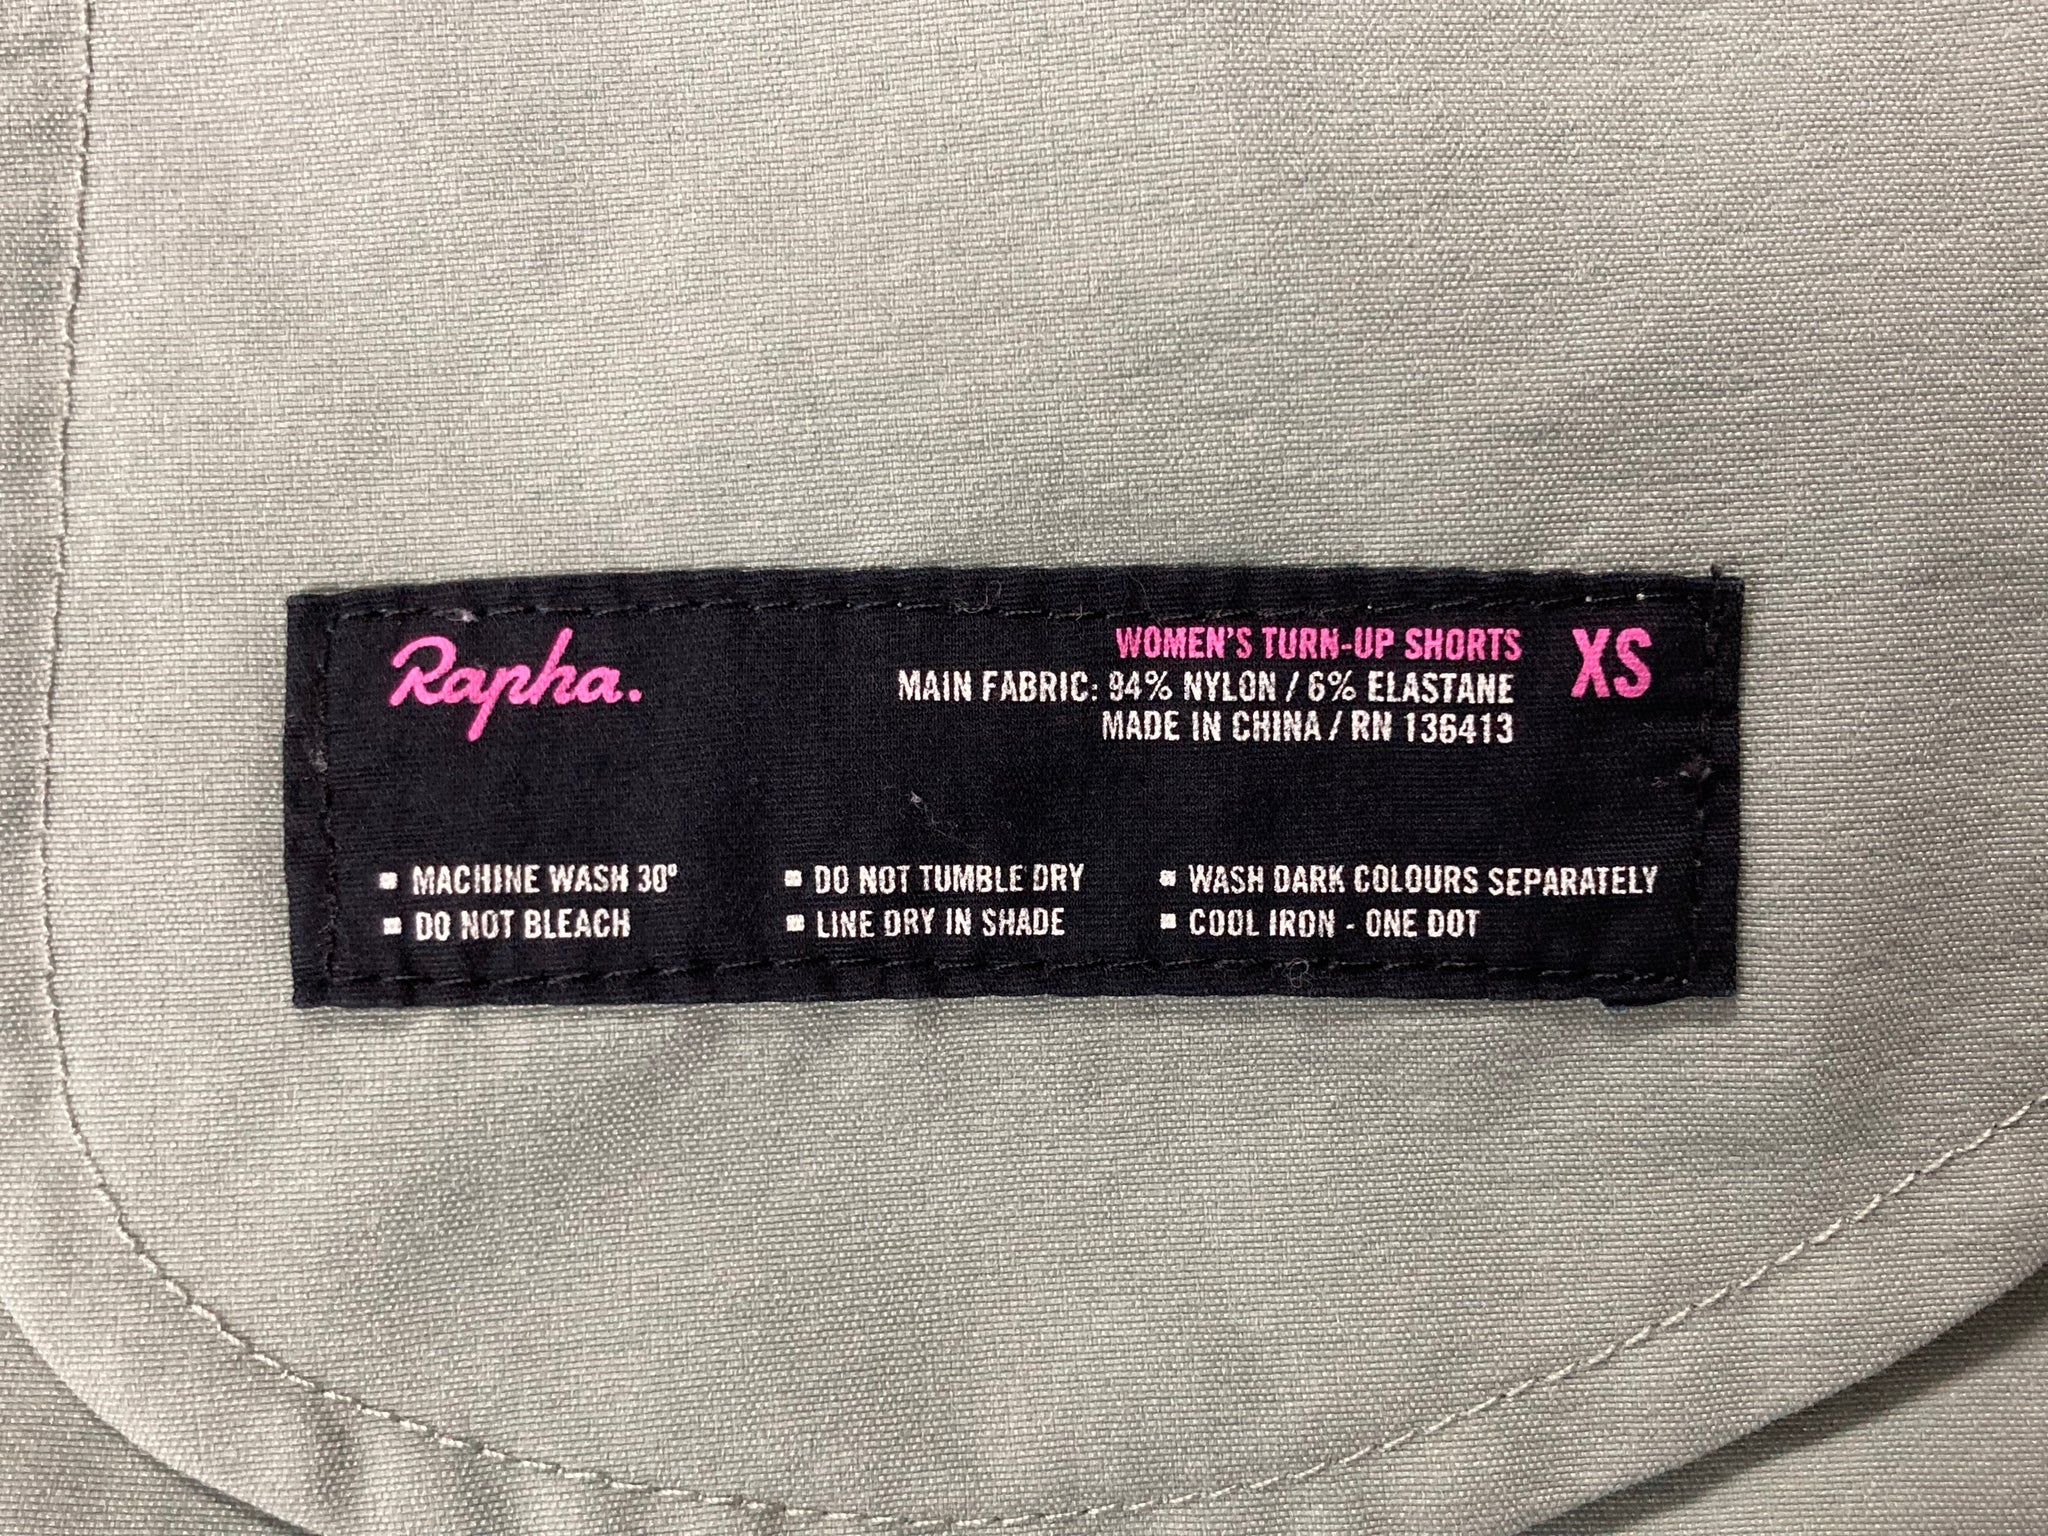 Rapha.
WOMEN'S TURN-UP SHORTS XS
MAIN FABRIC: 94% NYLON / 6% ELASTANE
MADE IN CHINA / RN 136413
▪ MACHINE WASH 30º
▪ DO NOT BLEACH
▪ DO NOT TUMBLE DRY
▪ LINE DRY IN SHADE
▪ WASH DARK COLOURS SEPARATELY
▪ COOL IRON - ONE DOT